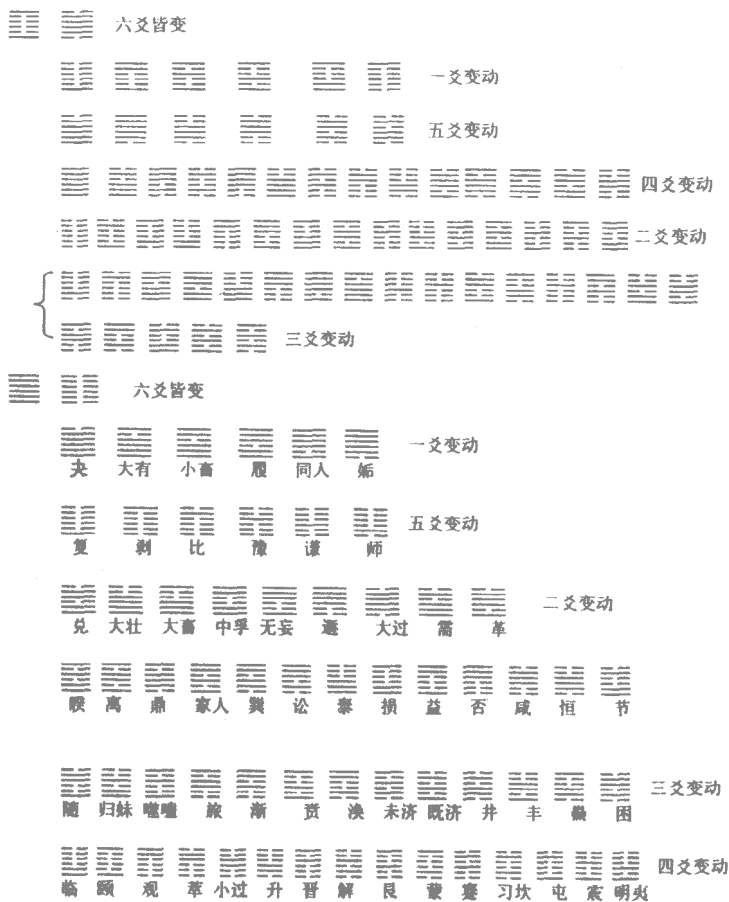 六爻皆变
一爻变动
五爻变动
四爻变动
二爻变动
三爻变动
六爻皆变
一爻变动
夬 大有 小畜 履 同人 姤
五爻变动
复 剥 比 豫 谦 师
二爻变动
兑 大壮 大畜 中孚 无妄 遯 大过 需 革
睽 离 鼎 家人 巽 讼 泰 损 益 否 咸 恒 节
三爻变动
随 归妹 噬嗑 旅 渐 贲 涣 未济 既济 井 丰 蠱 困
四爻变动
临 颐 观 萃 小过 升 晋 解 艮 蒙 蹇 习坎 屯 震 明夷